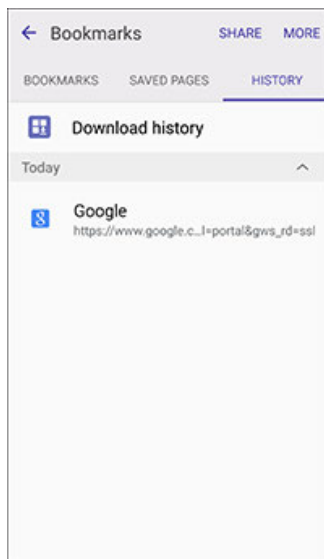 Bookmarks SHARE MORE
BOOKMARKS SAVED PAGES HISTORY
Download history
Today
Google
https://www.google.c...l=portal&gws_rd=ssl